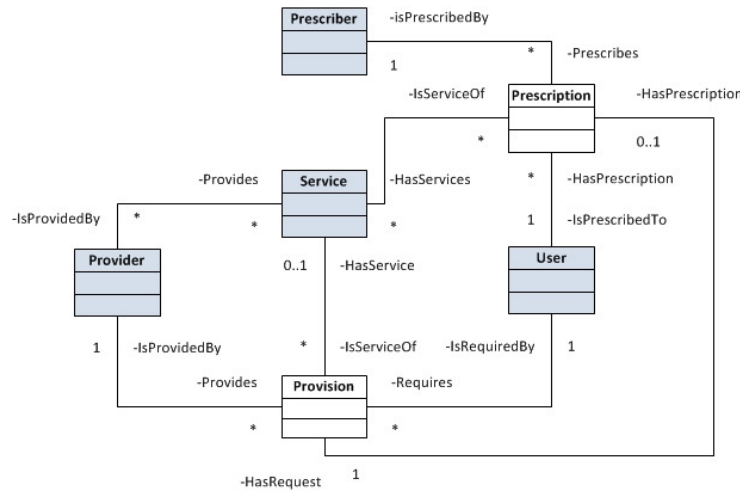 Prescriber
-isPrescribedBy
*
1
-Prescribes
-IsServiceOf
Prescription
-HasPrescription
*
0..1
-Provides
Service
-HasServices
*
-HasPrescription
-IsProvidedBy
*
*
*
1
-IsPrescribedTo
Provider
User
0..1
-HasService
1
-IsProvidedBy
*
-IsServiceOf
-IsRequiredBy
1
-Provides
Provision
-Requires
*
*
-HasRequest
1